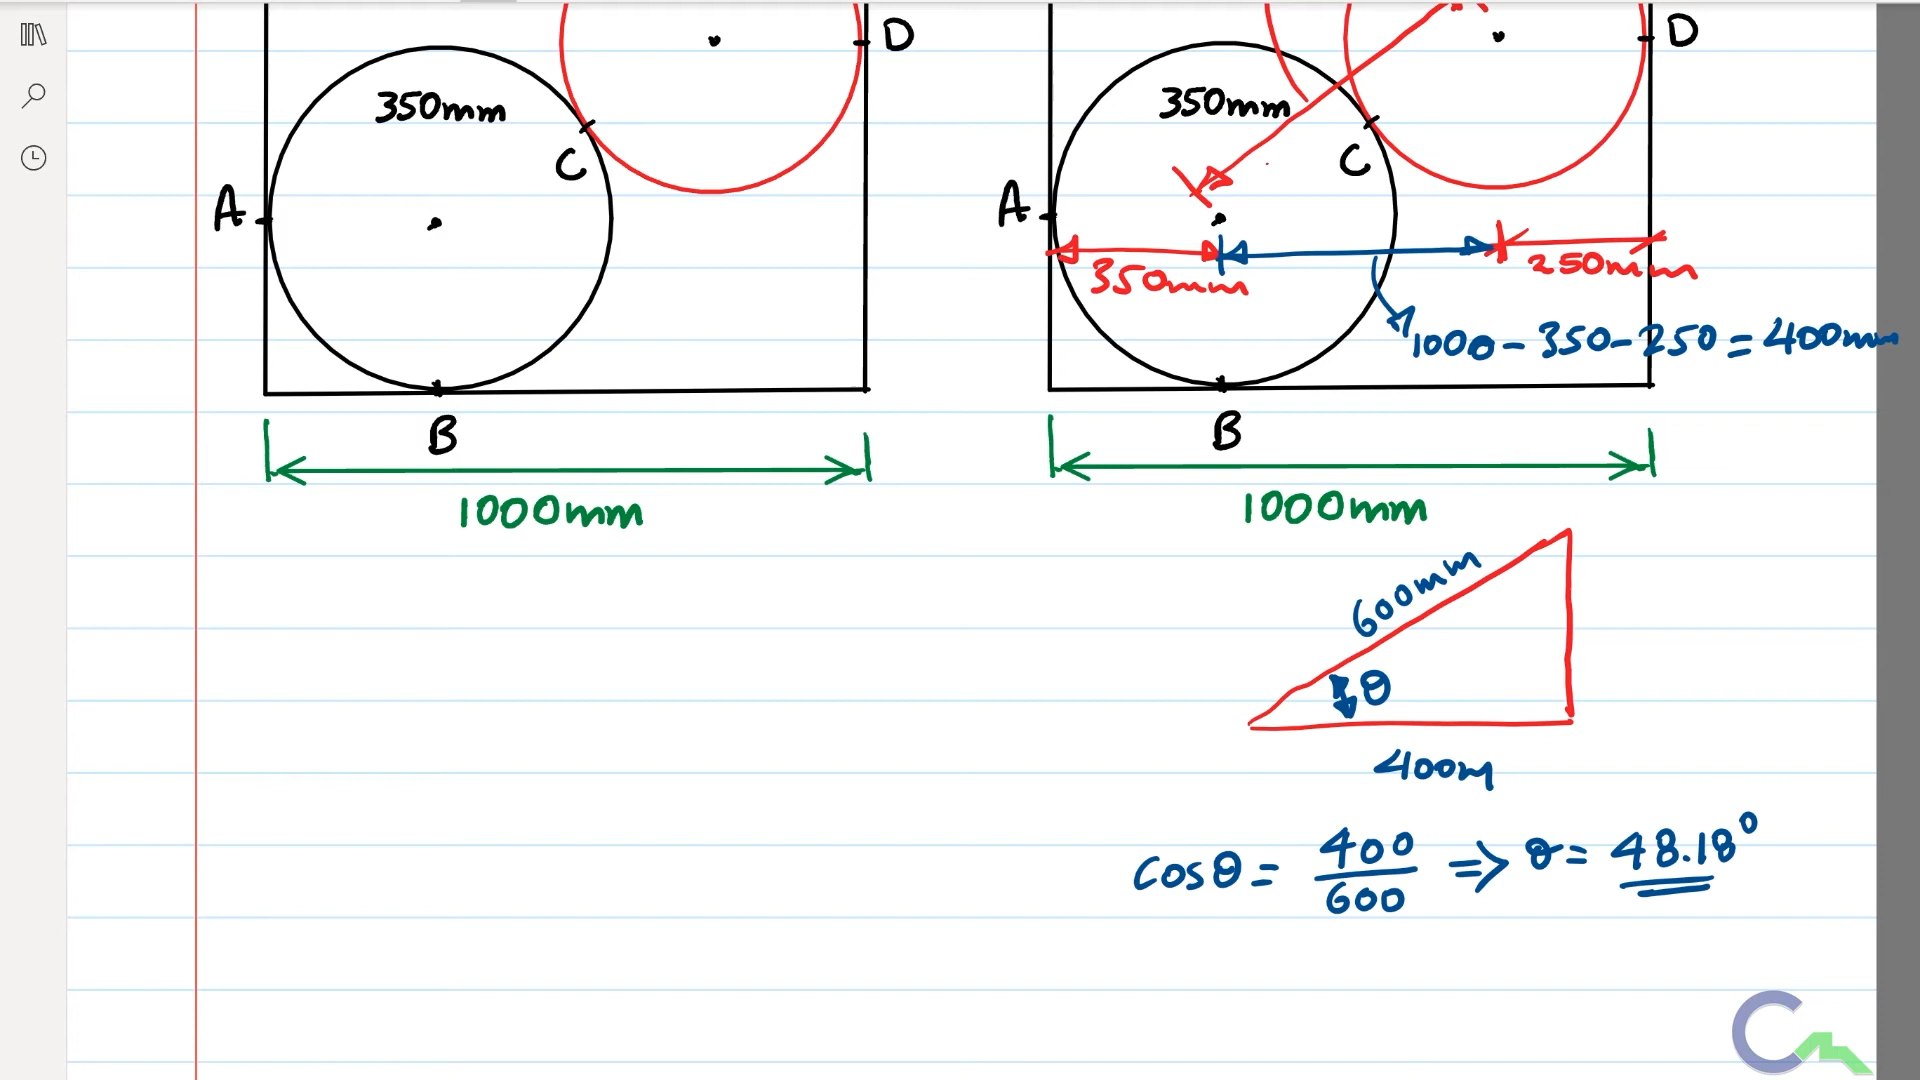 D
350mm
C
A
B
1000mm
D
350mm
C
A
350mm
250mm
1000 - 350 - 250 = 400mm
B
1000mm
600mm
θ
400m
cosθ = 400/600 => θ = 48.18°